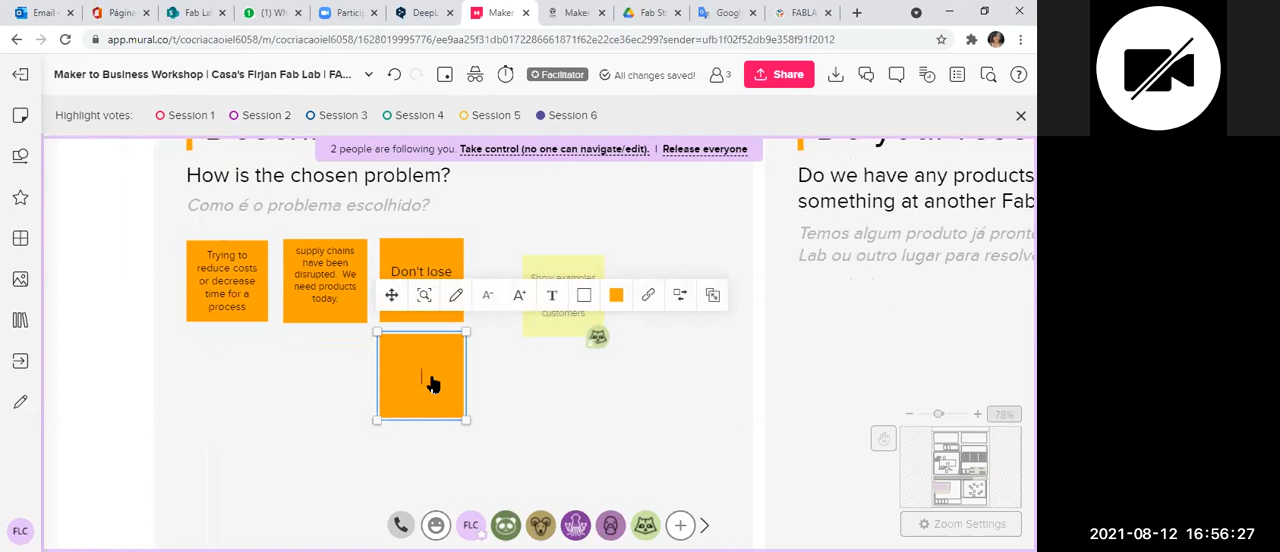 Email -
Página
Fab La
(1) Wh
Particip
DeepL
Maker
Maker
Fab St
Googl
FABLA
app.mural.co/t/cocriacaoiel6058/m/cocriacaoiel6058/1628019995776/ee9aa25f31db0172286661871f62e22ce36ec299?sender=ufb1f02f52db9e358f91f2012
Maker to Business Workshop | Casa's Firjan Fab Lab | FA...
Facilitator
All changes saved!
3
Share
Highlight votes:
Session 1
Session 2
Session 3
Session 4
Session 5
Session 6
2 people are following you. Take control (no one can navigate/edit). | Release everyone
How is the chosen problem?
Como é o problema escolhido?
Do we have any products
something at another Fab
Temos algum produto já pront
Lab ou outro lugar para resolve
Trying to
reduce costs
or decrease
time for a
process
supply chains
have been
disrupted. We
need products
today.
Don't lose
Show examples
customers
A-
A+
T
78%
Zoom Settings
FLC
FLC
2021-08-12 16:56:27